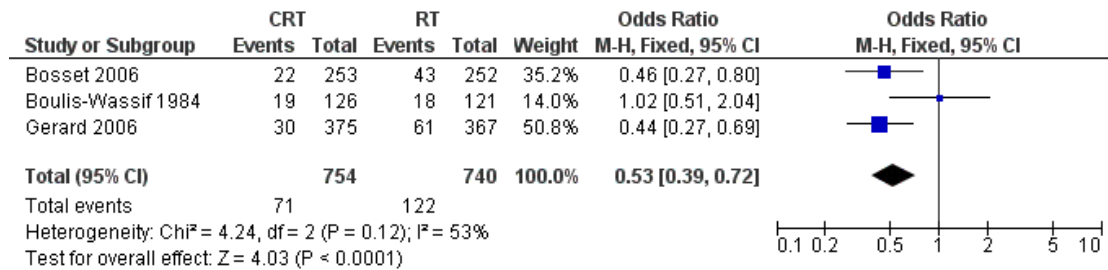 CRT RT Odds Ratio Odds Ratio
Study or Subgroup Events Total Events Total Weight M-H, Fixed, 95% CI M-H, Fixed, 95% CI
Bosset 2006 22 253 43 252 35.2% 0.46 [0.27, 0.80]
Boulis-Wassif 1984 19 126 18 121 14.0% 1.02 [0.51, 2.04]
Gerard 2006 30 375 61 367 50.8% 0.44 [0.27, 0.69]
Total (95% CI) 754 740 100.0% 0.53 [0.39, 0.72]
Total events 71 122
Heterogeneity: Chi² = 4.24, df = 2 (P = 0.12); I² = 53%
Test for overall effect: Z = 4.03 (P < 0.0001)
0.1 0.2 0.5 1 2 5 10